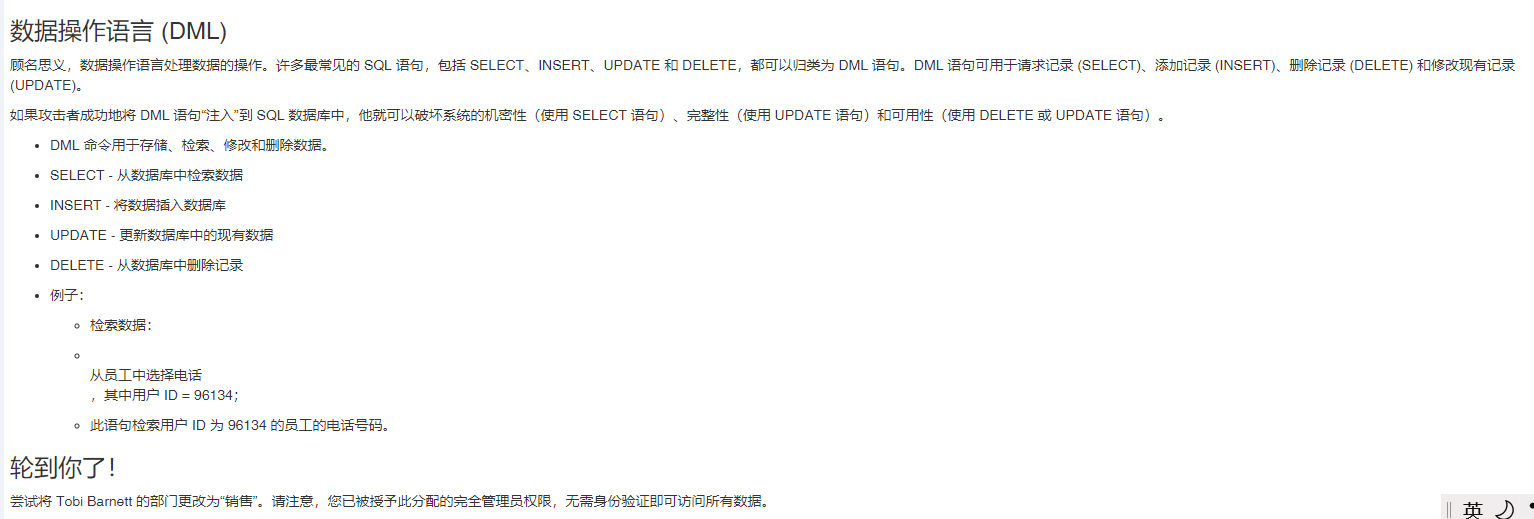 数据操作语言 (DML)
顾名思义，数据操作语言处理数据的操作。许多最常见的 SQL 语句，包括 SELECT、INSERT、UPDATE 和 DELETE，都可以归类为 DML 语句。DML 语句可用于请求记录 (SELECT)、添加记录 (INSERT)、删除记录 (DELETE) 和修改现有记录
(UPDATE)。
如果攻击者成功地将 DML 语句“注入”到 SQL 数据库中，他就可以破坏系统的机密性（使用 SELECT 语句）、完整性（使用 UPDATE 语句）和可用性（使用 DELETE 或 UPDATE 语句）。
DML 命令用于存储、检索、修改和删除数据。
SELECT - 从数据库中检索数据
INSERT - 将数据插入数据库
UPDATE - 更新数据库中的现有数据
DELETE - 从数据库中删除记录
例子：
检索数据：
从员工中选择电话
，其中用户 ID = 96134；
此语句检索用户 ID 为 96134 的员工的电话号码。
轮到你了！
尝试将 Tobi Barnett 的部门更改为“销售”。请注意，您已被授予此分配的完全管理员权限，无需身份验证即可访问所有数据。
英